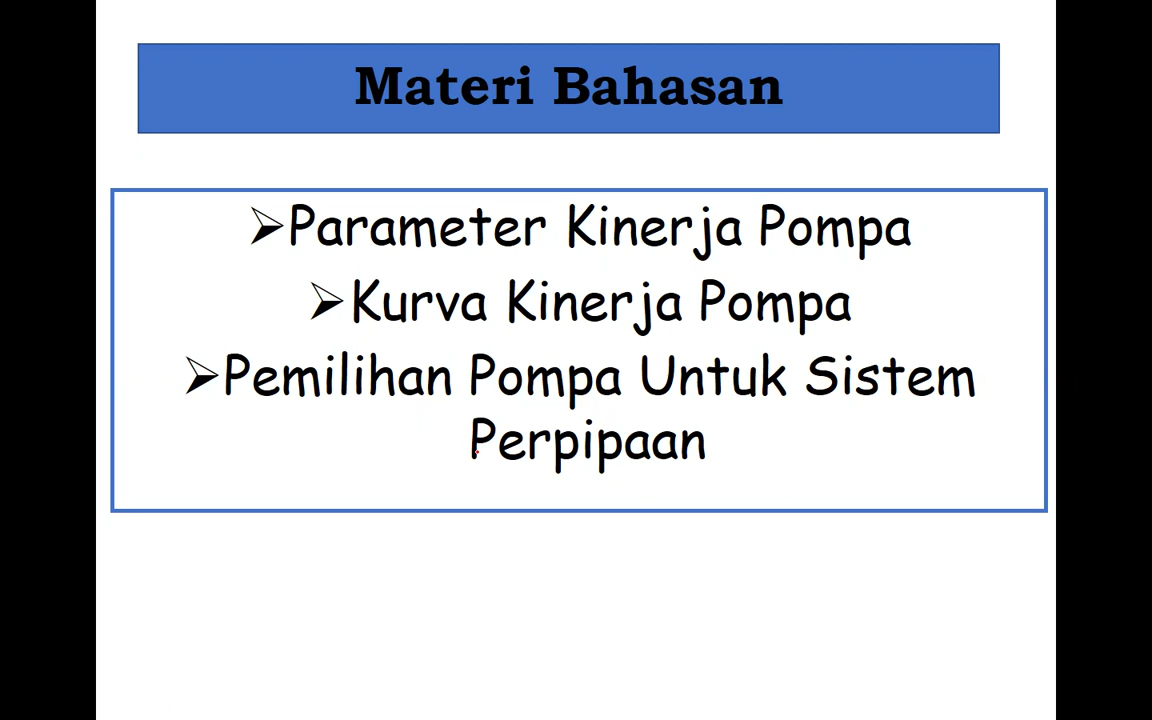 Materi Bahasan
➢Parameter Kinerja Pompa
➢Kurva Kinerja Pompa
➢Pemilihan Pompa Untuk Sistem
Perpipaan